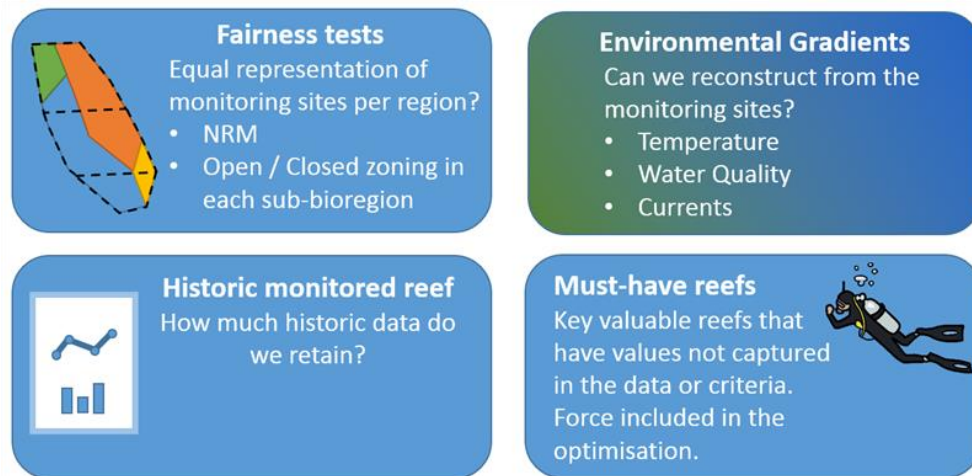 Fairness tests
Equal representation of
monitoring sites per region?
• NRM
• Open / Closed zoning in
each sub-bioregion
Environmental Gradients
Can we reconstruct from the
monitoring sites?
• Temperature
• Water Quality
• Currents
Historic monitored reef
How much historic data do
we retain?
Must-have reefs
Key valuable reefs that
have values not captured
in the data or criteria.
Force included in the
optimisation.